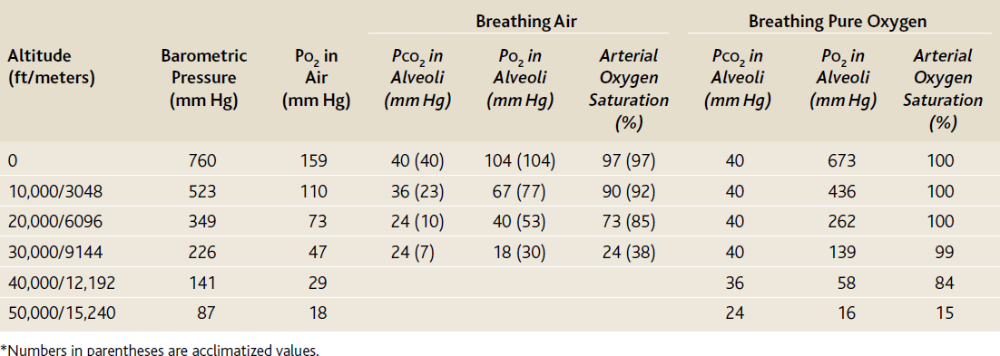 Breathing Air Breathing Pure Oxygen
Altitude Barometric PO₂ in PCO₂ in PO₂ in Arterial PCO₂ in PO₂ in Arterial
(ft/meters) Pressure Air Alveoli Alveoli Oxygen Alveoli Alveoli Oxygen
(mm Hg) (mm Hg) (mm Hg) (mm Hg) Saturation (mm Hg) (mm Hg) Saturation
(%) (%)
0 760 159 40 (40) 104 (104) 97 (97) 40 673 100
10,000/3048 523 110 36 (23) 67 (77) 90 (92) 40 436 100
20,000/6096 349 73 24 (10) 40 (53) 73 (85) 40 262 100
30,000/9144 226 47 24 (7) 18 (30) 24 (38) 40 139 99
40,000/12,192 141 29 36 58 84
50,000/15,240 87 18 24 16 15
*Numbers in parentheses are acclimatized values.